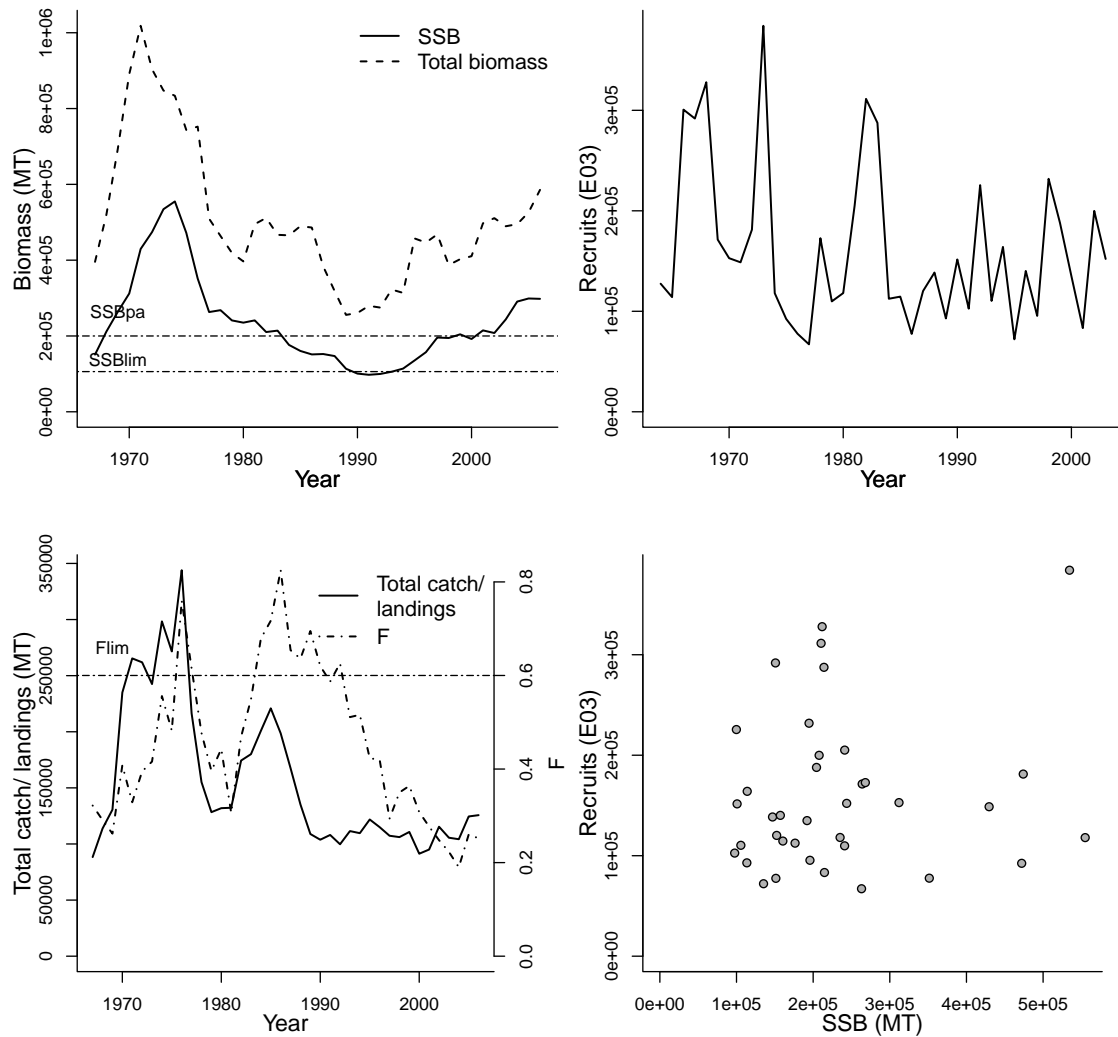 SSB
Total biomass
Biomass (MT)
0e+00 2e+05 4e+05 6e+05 8e+05 1e+06
SSBpa
SSBlim
1970 1980 1990 2000
Year
Recruits (E03)
0e+00 1e+05 2e+05 3e+05
1970 1980 1990 2000
Year
Total catch/
landings
F
Total catch/ landings (MT)
0 50000 150000 250000 350000
Flim
0.0 0.2 0.4 0.6 0.8
F
1970 1980 1990 2000
Year
Recruits (E03)
0e+00 1e+05 2e+05 3e+05
0e+00 1e+05 2e+05 3e+05 4e+05 5e+05
SSB (MT)